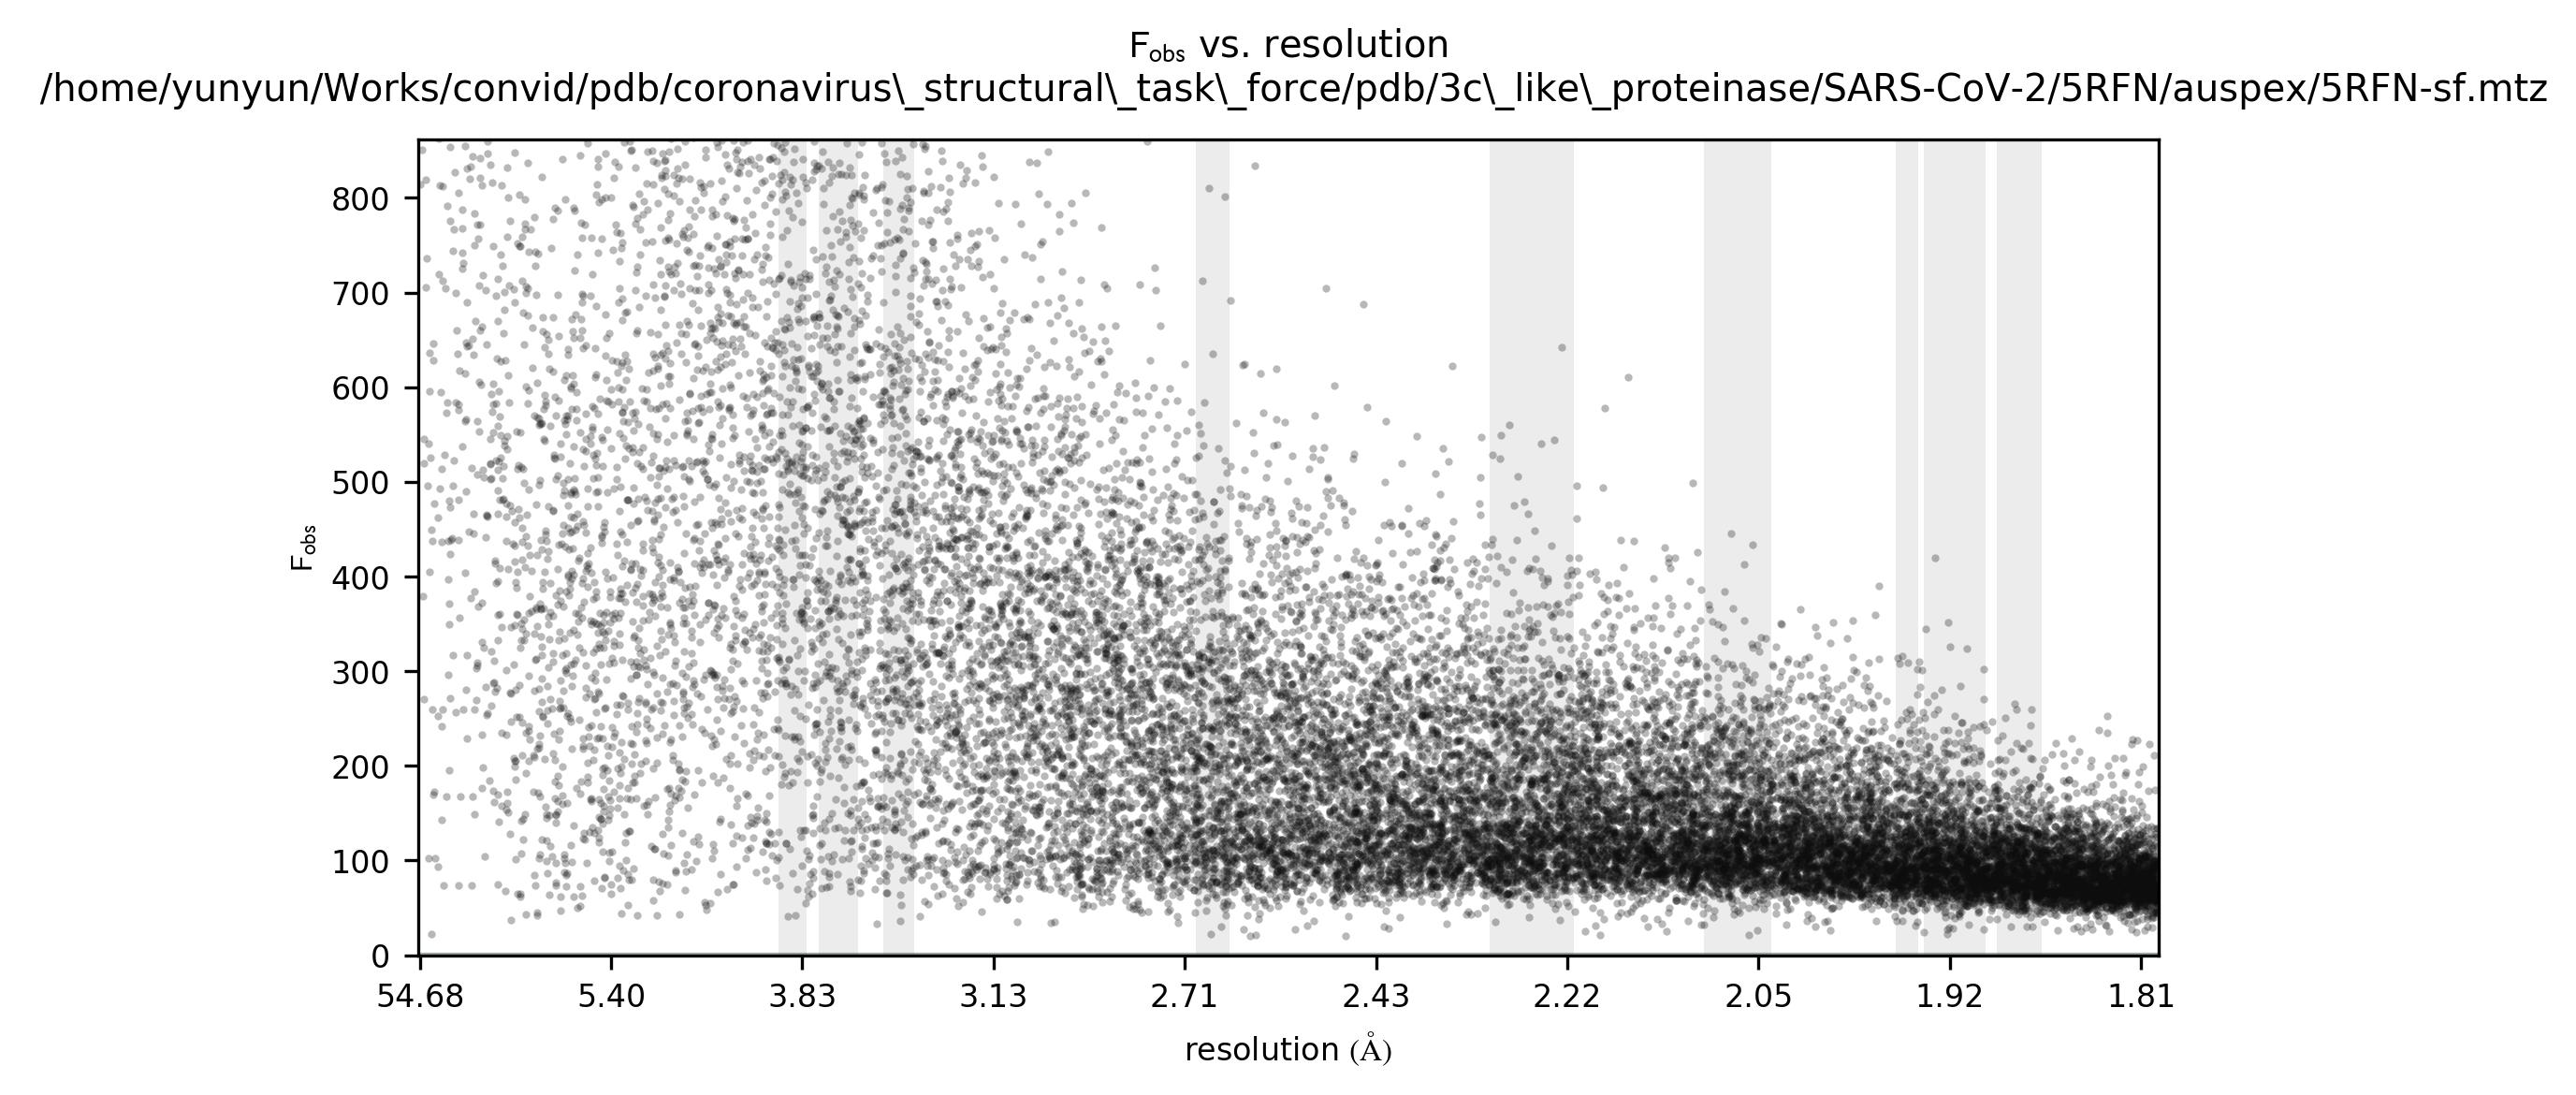 Fobs vs. resolution
/home/yunyun/Works/convid/pdb/coronavirus\_structural\_task\_force/pdb/3c\_like\_proteinase/SARS-CoV-2/5RFN/auspex/5RFN-sf.mtz
Fobs
800
700
600
500
400
300
200
100
0
54.68 5.40 3.83 3.13 2.71 2.43 2.22 2.05 1.92 1.81
resolution (Å)